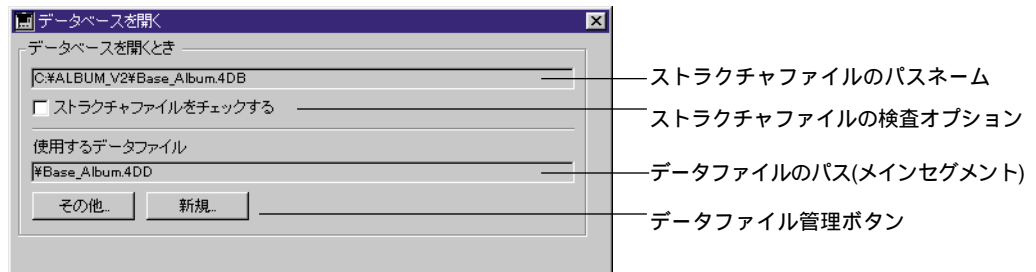 データベースを開く
データベースを開くとき
C:¥ALBUM_V2¥Base_Album.4DB
ストラクチャファイルのパスネーム
ストラクチャファイルをチェックする
ストラクチャファイルの検査オプション
使用するデータファイル
¥Base_Album.4DD
データファイルのパス(メインセグメント)
その他...
新規...
データファイル管理ボタン